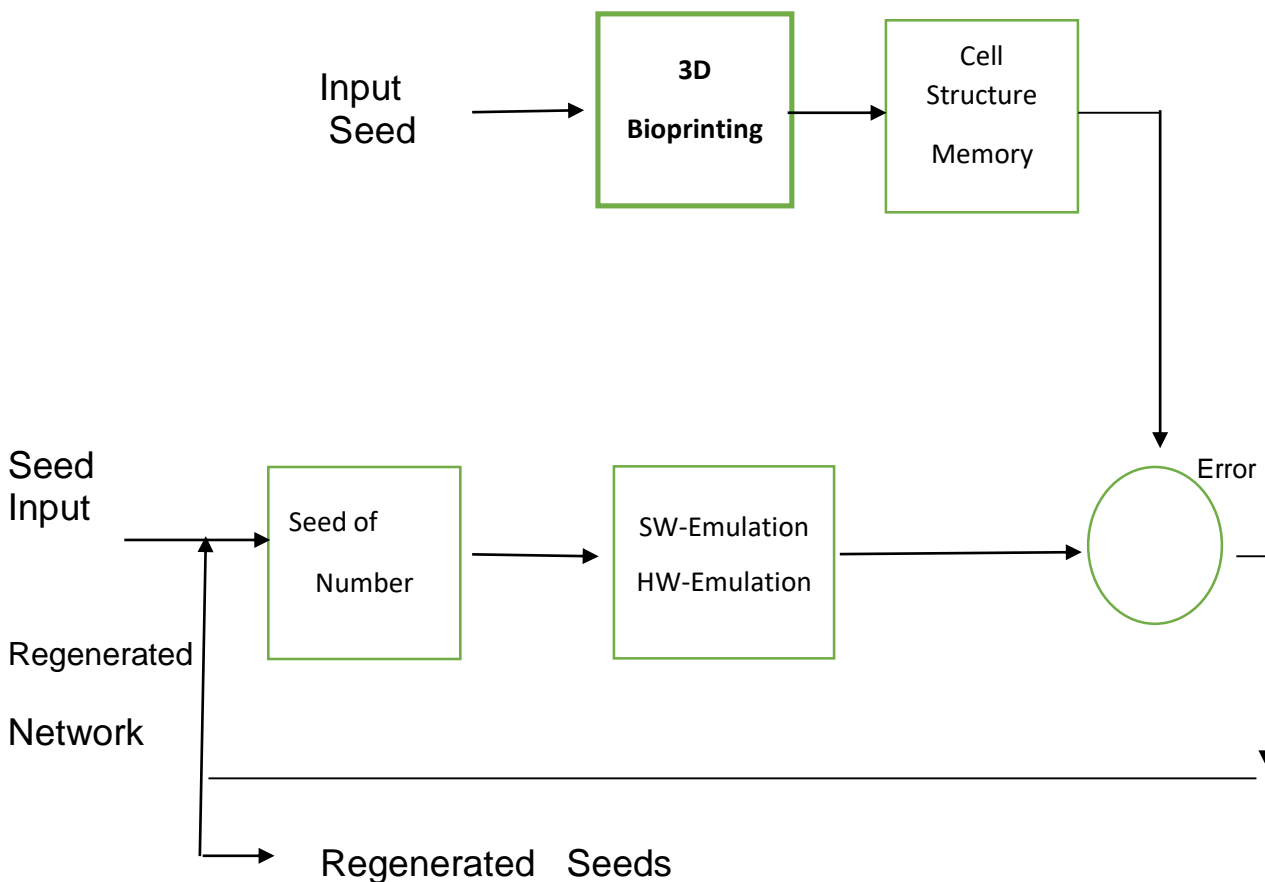 Input
Seed
3D
Bioprinting
Cell
Structure
Memory
Seed
Input
Seed of
Number
SW-Emulation
HW-Emulation
Error
Regenerated
Network
Regenerated Seeds